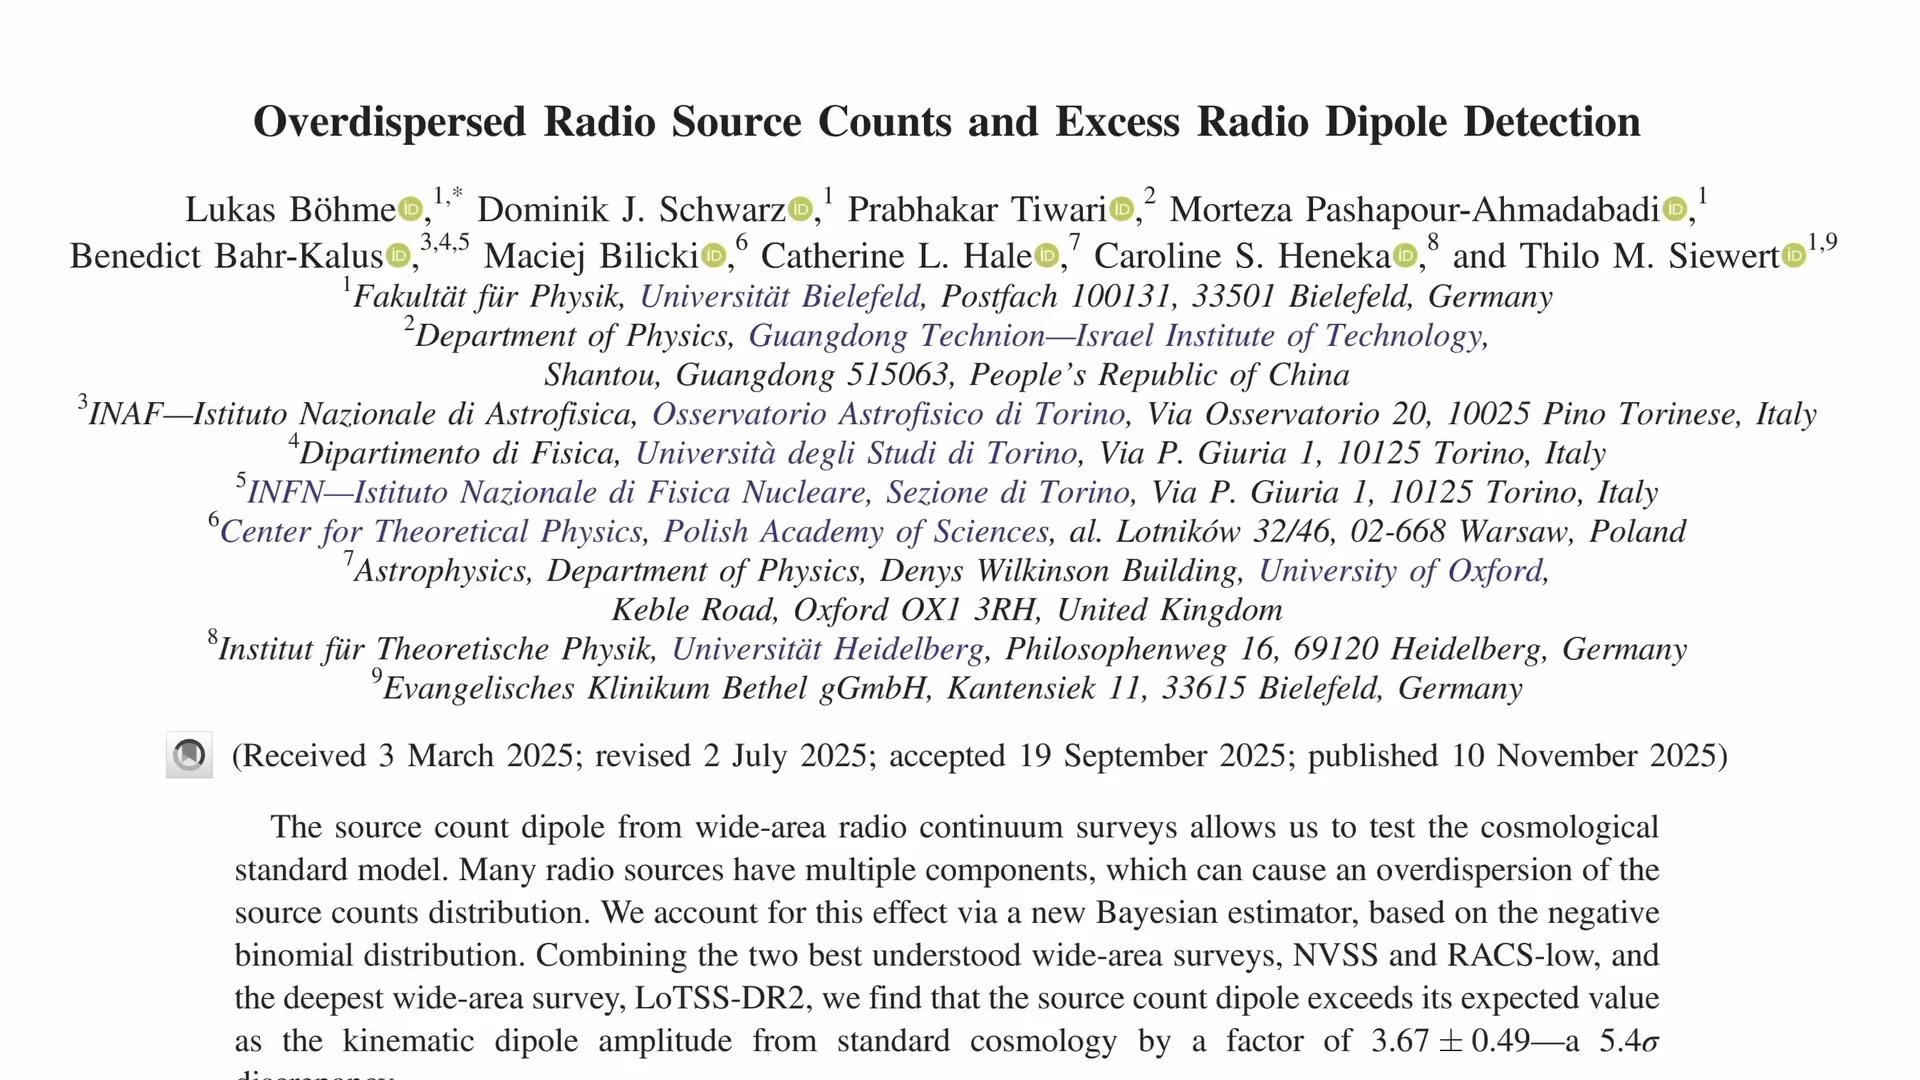 Overdispersed Radio Source Counts and Excess Radio Dipole Detection
Lukas Böhme iD,1,* Dominik J. Schwarz iD,1 Prabhakar Tiwari iD,2 Morteza Pashapour-Ahmadabadi iD,1
Benedict Bahr-Kalus iD,3,4,5 Maciej Bilicki iD,6 Catherine L. Hale iD,7 Caroline S. Heneka iD,8 and Thilo M. Siewert iD1,9
1Fakultät für Physik, Universität Bielefeld, Postfach 100131, 33501 Bielefeld, Germany
2Department of Physics, Guangdong Technion—Israel Institute of Technology,
Shantou, Guangdong 515063, People's Republic of China
3INAF—Istituto Nazionale di Astrofisica, Osservatorio Astrofisico di Torino, Via Osservatorio 20, 10025 Pino Torinese, Italy
4Dipartimento di Fisica, Università degli Studi di Torino, Via P. Giuria 1, 10125 Torino, Italy
5INFN—Istituto Nazionale di Fisica Nucleare, Sezione di Torino, Via P. Giuria 1, 10125 Torino, Italy
6Center for Theoretical Physics, Polish Academy of Sciences, al. Lotników 32/46, 02-668 Warsaw, Poland
7Astrophysics, Department of Physics, Denys Wilkinson Building, University of Oxford,
Keble Road, Oxford OX1 3RH, United Kingdom
8Institut für Theoretische Physik, Universität Heidelberg, Philosophenweg 16, 69120 Heidelberg, Germany
9Evangelisches Klinikum Bethel gGmbH, Kantensiek 11, 33615 Bielefeld, Germany
(Received 3 March 2025; revised 2 July 2025; accepted 19 September 2025; published 10 November 2025)
The source count dipole from wide-area radio continuum surveys allows us to test the cosmological
standard model. Many radio sources have multiple components, which can cause an overdispersion of the
source counts distribution. We account for this effect via a new Bayesian estimator, based on the negative
binomial distribution. Combining the two best understood wide-area surveys, NVSS and RACS-low, and
the deepest wide-area survey, LoTSS-DR2, we find that the source count dipole exceeds its expected value
as the kinematic dipole amplitude from standard cosmology by a factor of 3.67 ± 0.49—a 5.4σ